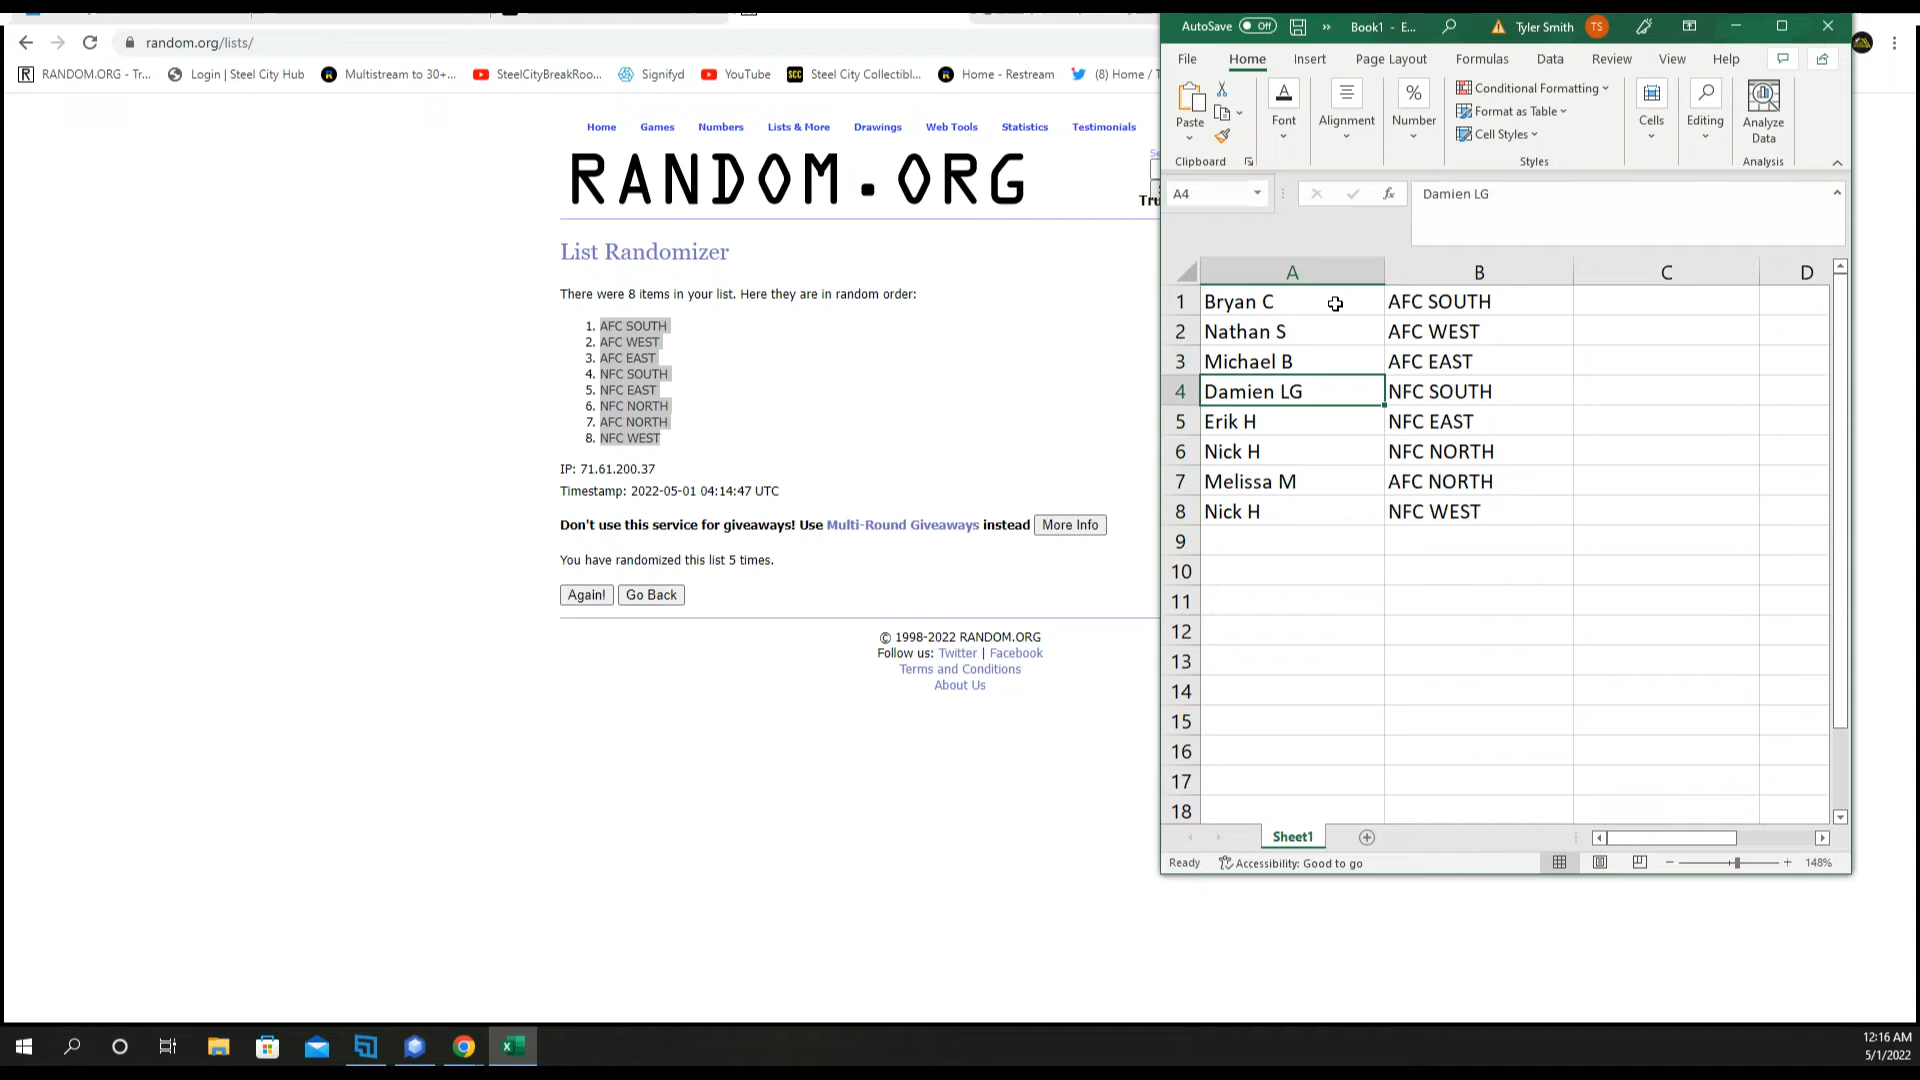 random.org/lists/
RANDOM.ORG - Tr...
Login | Steel City Hub
Multistream to 30+...
SteelCityBreakRoo...
Signifyd
YouTube
Steel City Collectibl...
Home - Restream
(8) Home / T
Home Games Numbers Lists & More Drawings Web Tools Statistics Testimonials
RANDOM.ORG
List Randomizer
There were 8 items in your list. Here they are in random order:
1. AFC SOUTH
2. AFC WEST
3. AFC EAST
4. NFC SOUTH
5. NFC EAST
6. NFC NORTH
7. AFC NORTH
8. NFC WEST
IP: 71.61.200.37
Timestamp: 2022-05-01 04:14:47 UTC
Don't use this service for giveaways! Use Multi-Round Giveaways instead More Info
You have randomized this list 5 times.
Again! Go Back
© 1998-2022 RANDOM.ORG
Follow us: Twitter | Facebook
Terms and Conditions
About Us
AutoSave Off » Book1 - E... Tyler Smith TS
File Home Insert Page Layout Formulas Data Review View Help
Paste
Font
Alignment
%
Number
Conditional Formatting
Format as Table
Cell Styles
Cells
Editing
Analyze
Data
Clipboard Styles Analysis
A4 fx Damien LG
A B C D
1 Bryan C AFC SOUTH
2 Nathan S AFC WEST
3 Michael B AFC EAST
4 Damien LG NFC SOUTH
5 Erik H NFC EAST
6 Nick H NFC NORTH
7 Melissa M AFC NORTH
8 Nick H NFC WEST
9
10
11
12
13
14
15
16
17
18
Sheet1
Ready Accessibility: Good to go 148%
12:16 AM
5/1/2022